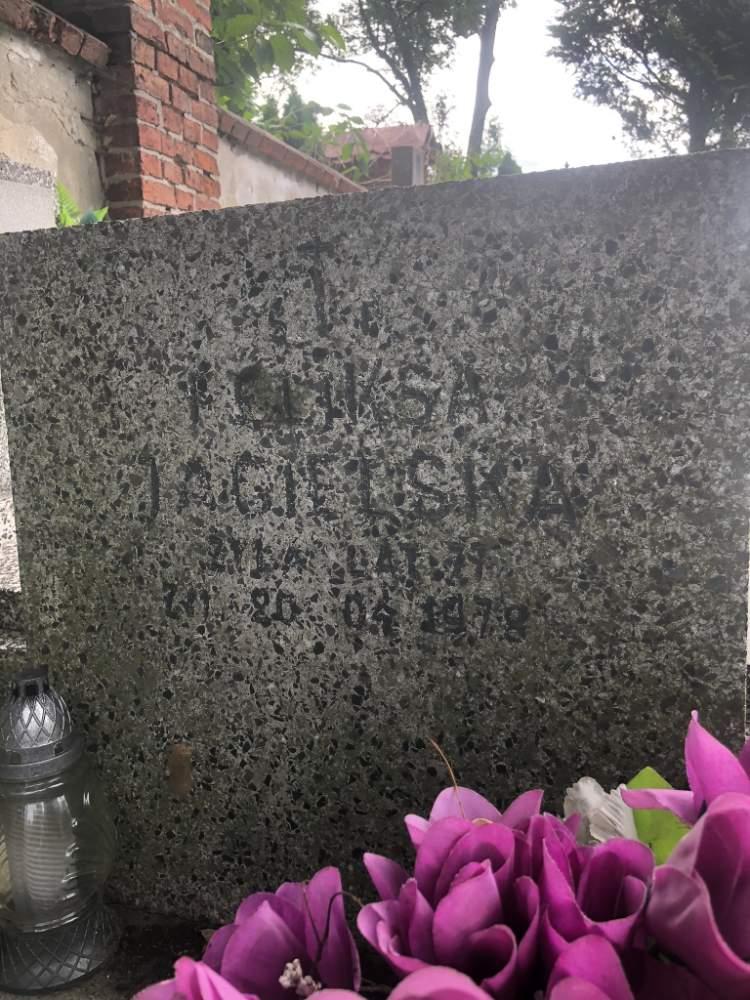 FELIKSA
JAGIELSKA
ŻYŁA LAT 77
ZM. 20 04 1978